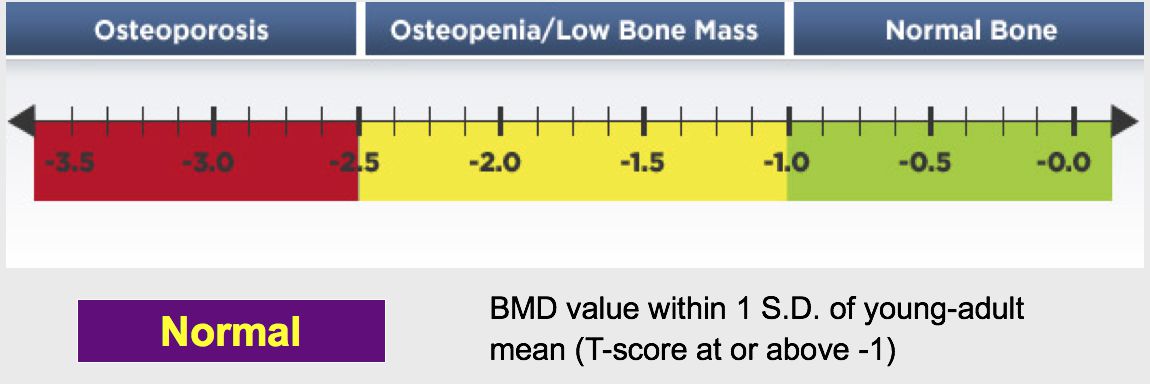 Osteoporosis
Osteopenia/Low Bone Mass
Normal Bone
-3.5 -3.0 -2.5 -2.0 -1.5 -1.0 -0.5 -0.0
Normal
BMD value within 1 S.D. of young-adult
mean (T-score at or above -1)